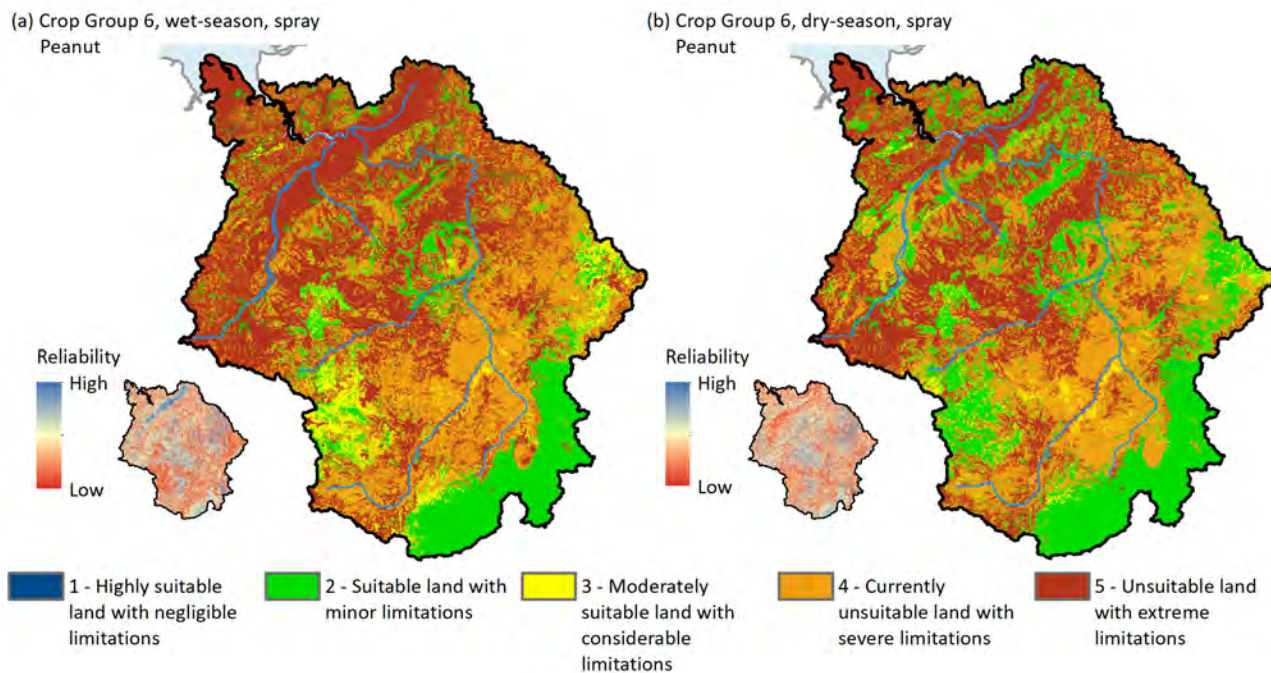 (a) Crop Group 6, wet-season, spray
Peanut
(b) Crop Group 6, dry-season, spray
Peanut
Reliability
High
Low
Reliability
High
Low
1 - Highly suitable
land with negligible
limitations
2 - Suitable land with
minor limitations
3 - Moderately
suitable land with
considerable
limitations
4 - Currently
unsuitable land with
severe limitations
5 - Unsuitable land
with extreme
limitations